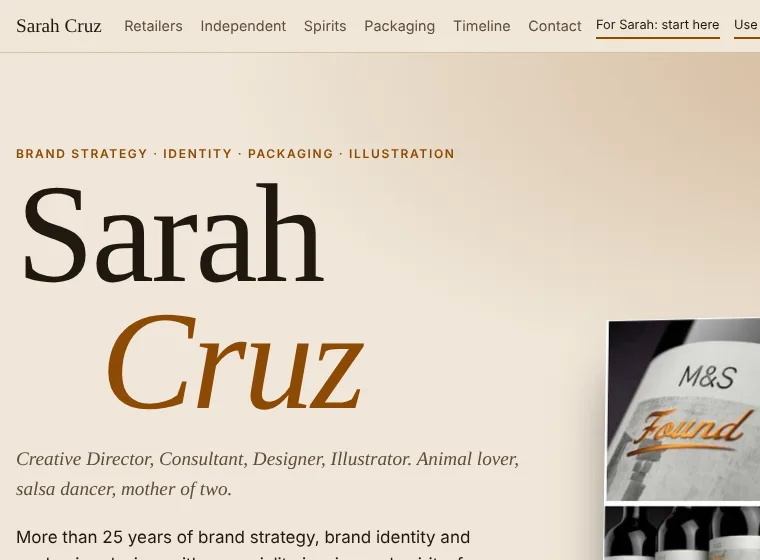 Sarah Cruz Retailers Independent Spirits Packaging Timeline Contact For Sarah: start here Use
BRAND STRATEGY · IDENTITY · PACKAGING · ILLUSTRATION
Sarah
Cruz
M&S
Found
Creative Director, Consultant, Designer, Illustrator. Animal lover,
salsa dancer, mother of two.
More than 25 years of brand strategy, brand identity and